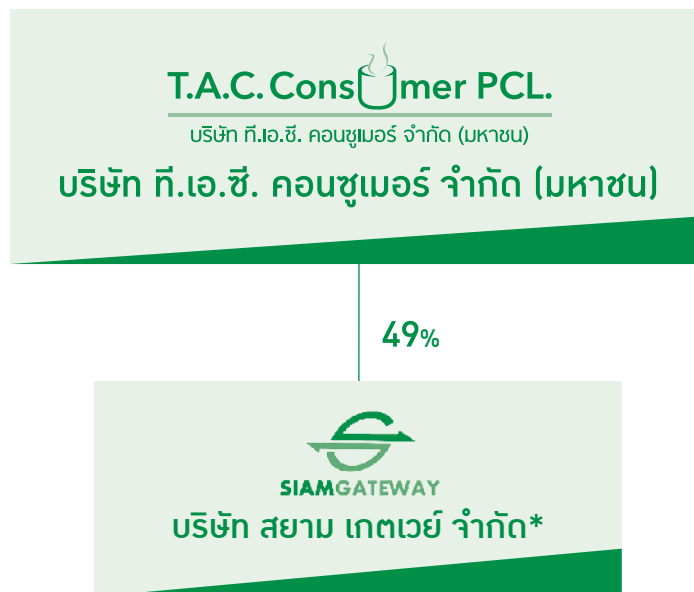 T.A.C. Consumer PCL.
บริษัท ที.เอ.ซี. คอนซูเมอร์ จำกัด (มหาชน)
บริษัท ที.เอ.ซี. คอนซูเมอร์ จำกัด (มหาชน)
49%
SIAMGATEWAY
บริษัท สยาม เกตเวย์ จำกัด*